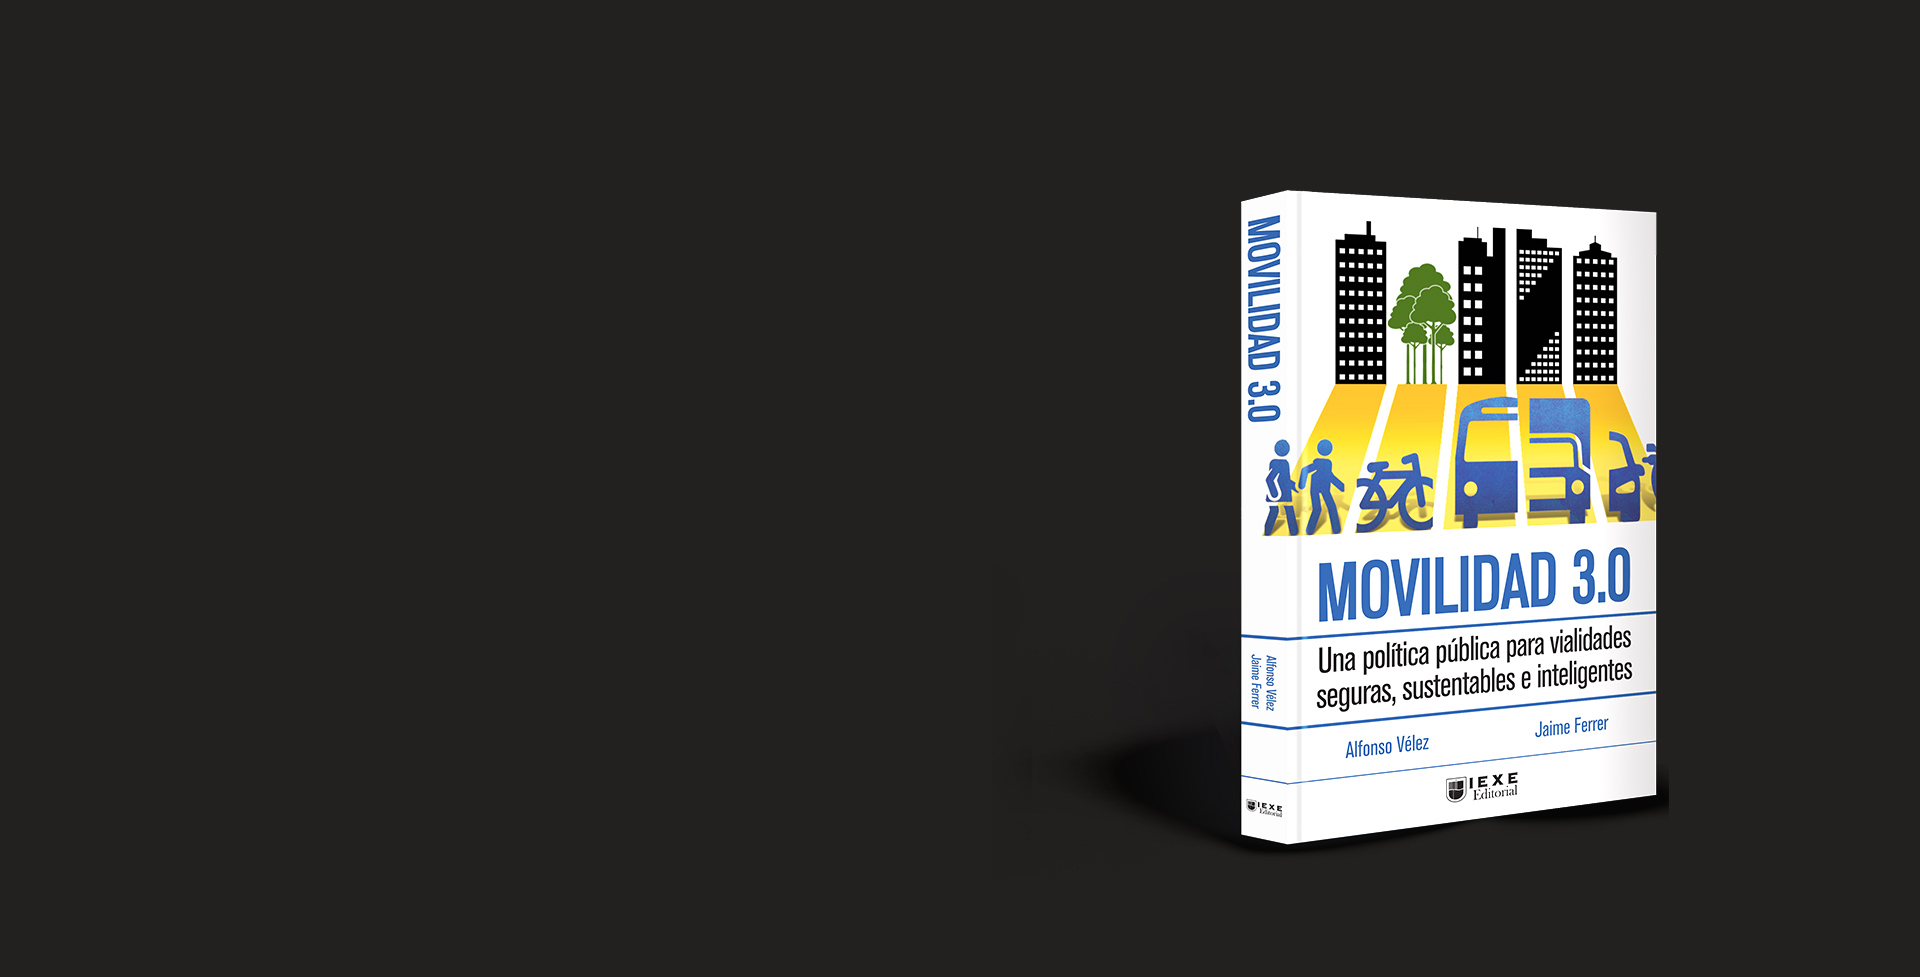 MOVILIDAD 3.0
Alfonso Vélez
Jaime Ferrer
IEXE
Editorial
MOVILIDAD 3.0
Una política pública para vialidades
seguras, sustentables e inteligentes
Alfonso Vélez
Jaime Ferrer
IEXE
Editorial